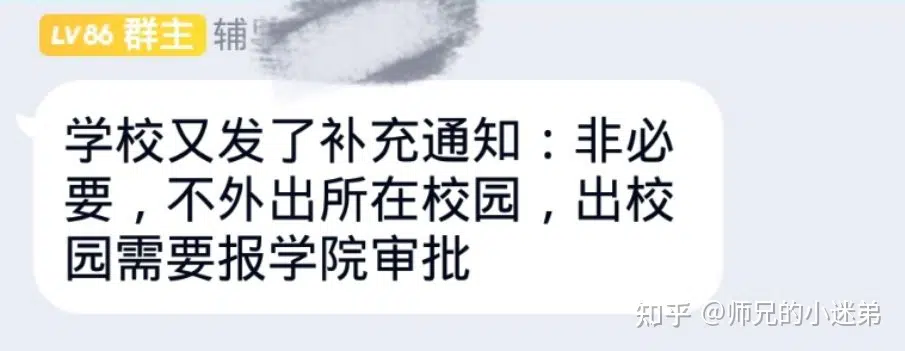 LV86 群主 辅
学校又发了补充通知：非必
要，不外出所在校园，出校
园需要报学院审批
知乎 @师兄的小迷弟